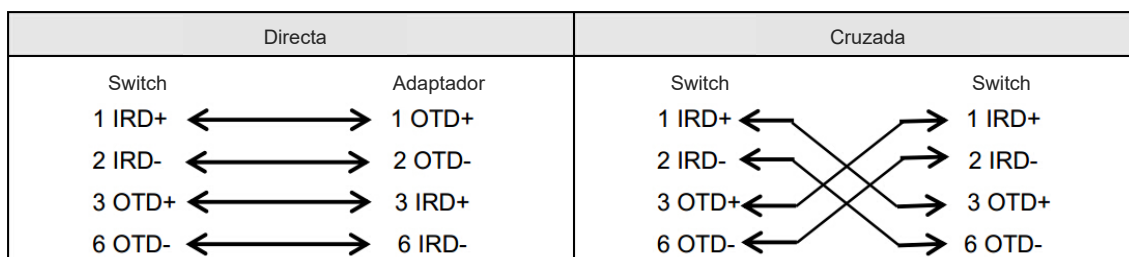 Directa Cruzada
Switch Adaptador Switch Switch
1 IRD+ 1 OTD+ 1 IRD+ 1 IRD+
2 IRD- 2 OTD- 2 IRD- 2 IRD-
3 OTD+ 3 IRD+ 3 OTD+ 3 OTD+
6 OTD- 6 IRD- 6 OTD- 6 OTD-